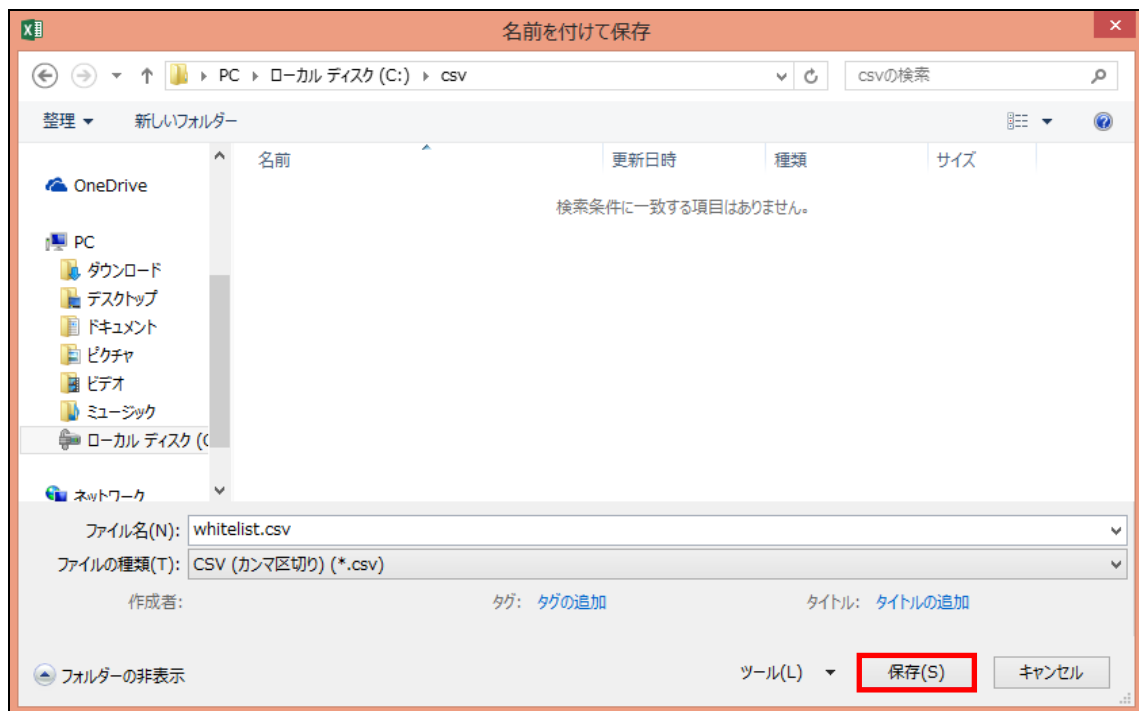 名前を付けて保存
PC ローカル ディスク (C:) csv csvの検索
整理 新しいフォルダー
名前 更新日時 種類 サイズ
検索条件に一致する項目はありません。
OneDrive
PC
ダウンロード
デスクトップ
ドキュメント
ピクチャ
ビデオ
ミュージック
ローカル ディスク (C
ネットワーク
ファイル名(N): whitelist.csv
ファイルの種類(T): CSV (カンマ区切り) (*.csv)
作成者: タグ: タグの追加 タイトル: タイトルの追加
フォルダーの非表示 ツール(L) 保存(S) キャンセル